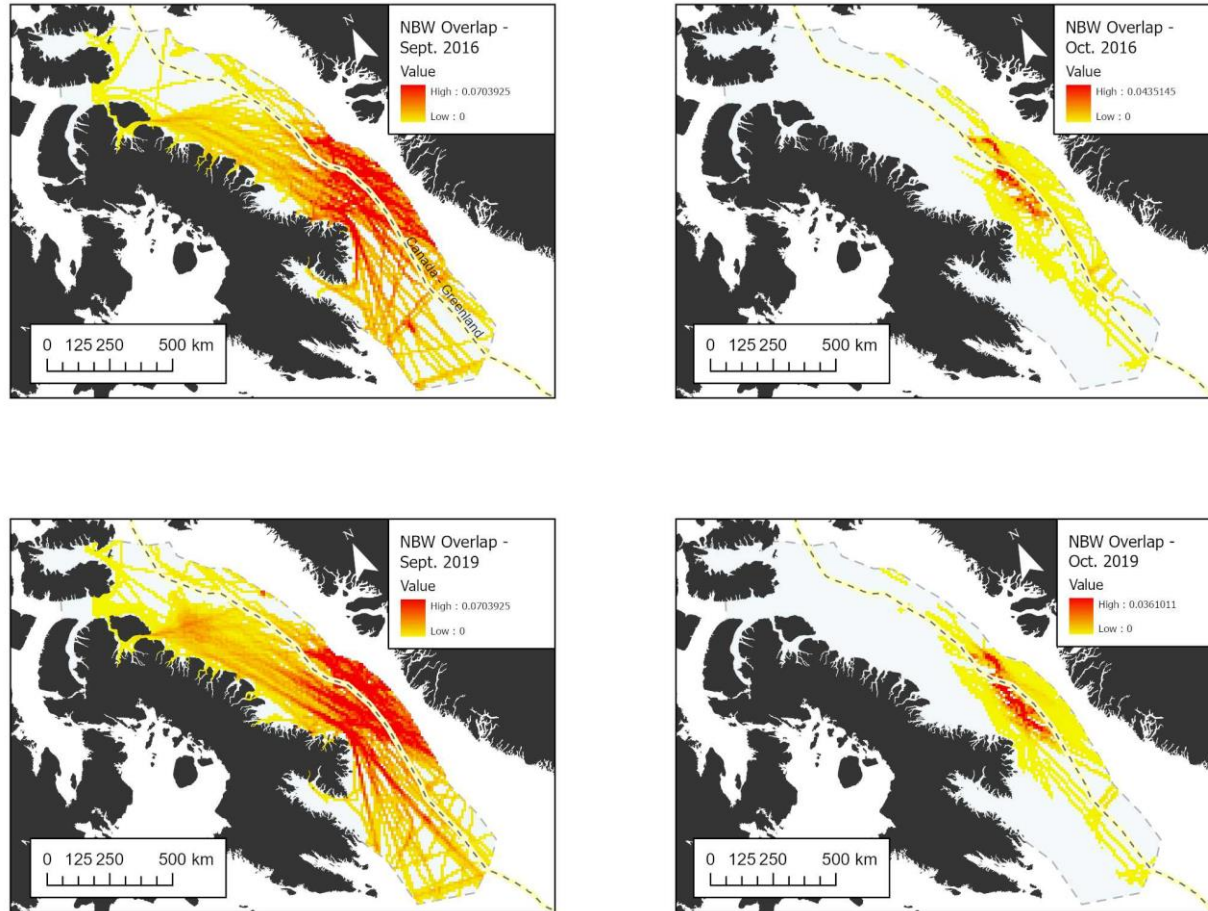 NBW Overlap -
Sept. 2016
Value
High : 0.0703925
Low : 0
N
Canada - Greenland
0 125 250 500 km
NBW Overlap -
Oct. 2016
Value
High : 0.0435145
Low : 0
N
0 125 250 500 km
NBW Overlap -
Sept. 2019
Value
High : 0.0703925
Low : 0
N
0 125 250 500 km
NBW Overlap -
Oct. 2019
Value
High : 0.0361011
Low : 0
N
0 125 250 500 km